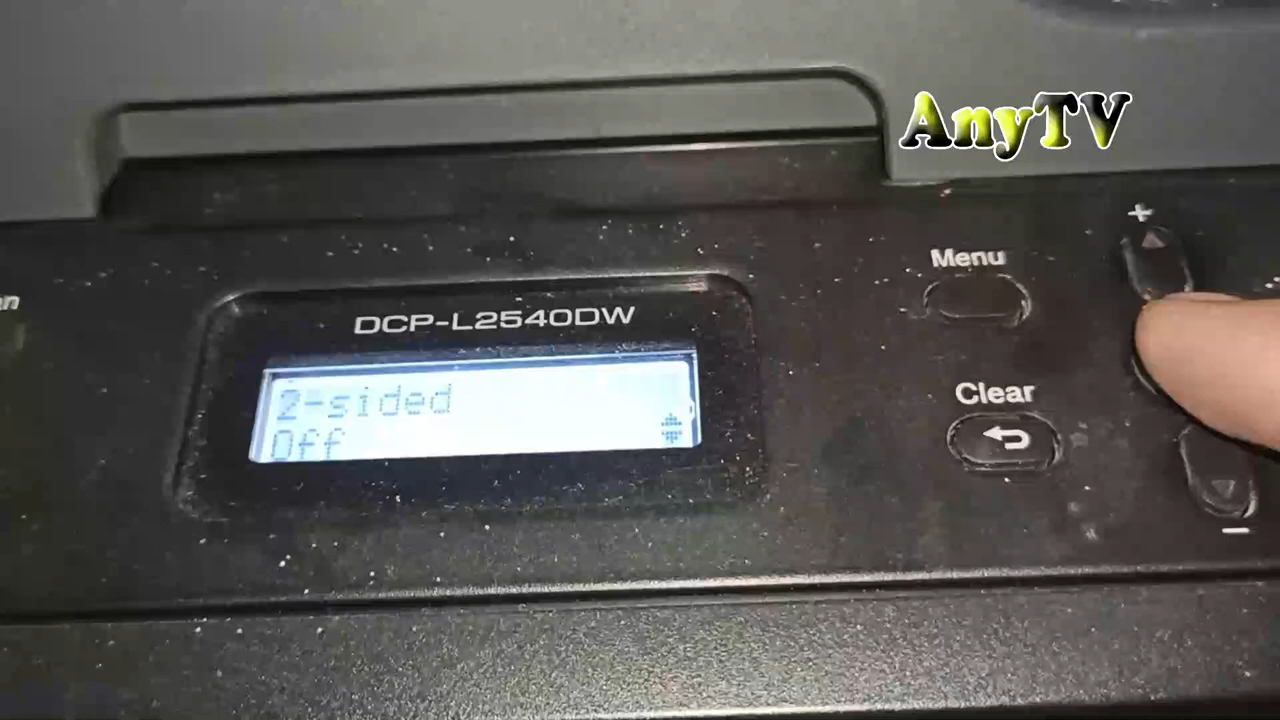 AnyTV
+
Menu
DCP-L2540DW
2-sided
Off
Clear
-